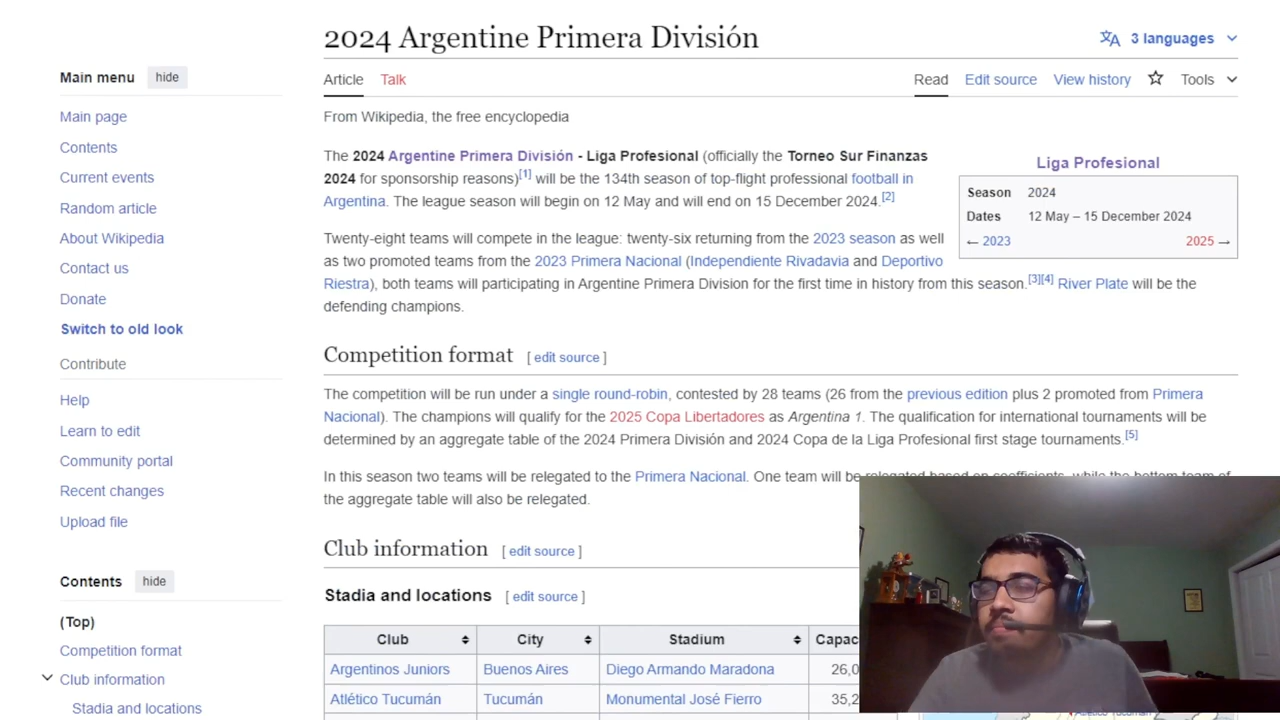 2024 Argentine Primera División
3 languages
Main menu hide
Article Talk
Read Edit source View history Tools
Main page
From Wikipedia, the free encyclopedia
Contents
Current events
Random article
About Wikipedia
Contact us
Donate
Switch to old look
Contribute
Help
Learn to edit
Community portal
Recent changes
Upload file
Contents hide
(Top)
Competition format
Club information
Stadia and locations
The 2024 Argentine Primera División - Liga Profesional (officially the Torneo Sur Finanzas
2024 for sponsorship reasons)[1] will be the 134th season of top-flight professional football in
Argentina. The league season will begin on 12 May and will end on 15 December 2024.[2]
Liga Profesional
Season 2024
Dates 12 May – 15 December 2024
← 2023 2025 →
Twenty-eight teams will compete in the league: twenty-six returning from the 2023 season as well
as two promoted teams from the 2023 Primera Nacional (Independiente Rivadavia and Deportivo
Riestra), both teams will participating in Argentine Primera Division for the first time in history from this season.[3][4] River Plate will be the
defending champions.
Competition format [ edit source ]
The competition will be run under a single round-robin, contested by 28 teams (26 from the previous edition plus 2 promoted from Primera
Nacional). The champions will qualify for the 2025 Copa Libertadores as Argentina 1. The qualification for international tournaments will be
determined by an aggregate table of the 2024 Primera División and 2024 Copa de la Liga Profesional first stage tournaments.[5]
In this season two teams will be relegated to the Primera Nacional. One team will be relegated based on coefficients, while the bottom team of
the aggregate table will also be relegated.
Club information [ edit source ]
Stadia and locations [ edit source ]
Club City Stadium Capac
Argentinos Juniors Buenos Aires Diego Armando Maradona 26,0
Atlético Tucumán Tucumán Monumental José Fierro 35,2